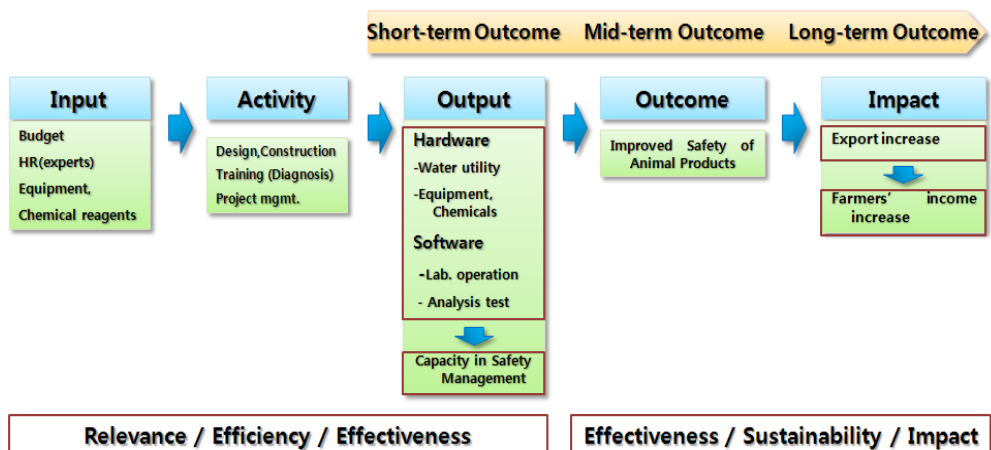 Short-term Outcome Mid-term Outcome Long-term Outcome
Input
Budget
HR(experts)
Equipment,
Chemical reagents
Activity
Design,Construction
Training (Diagnosis)
Project mgmt.
Output
Hardware
-Water utility
-Equipment,
Chemicals
Software
-Lab. operation
- Analysis test
Capacity in Safety
Management
Outcome
Improved Safety of
Animal Products
Impact
Export increase
Farmers' income
increase
Relevance / Efficiency / Effectiveness
Effectiveness / Sustainability / Impact